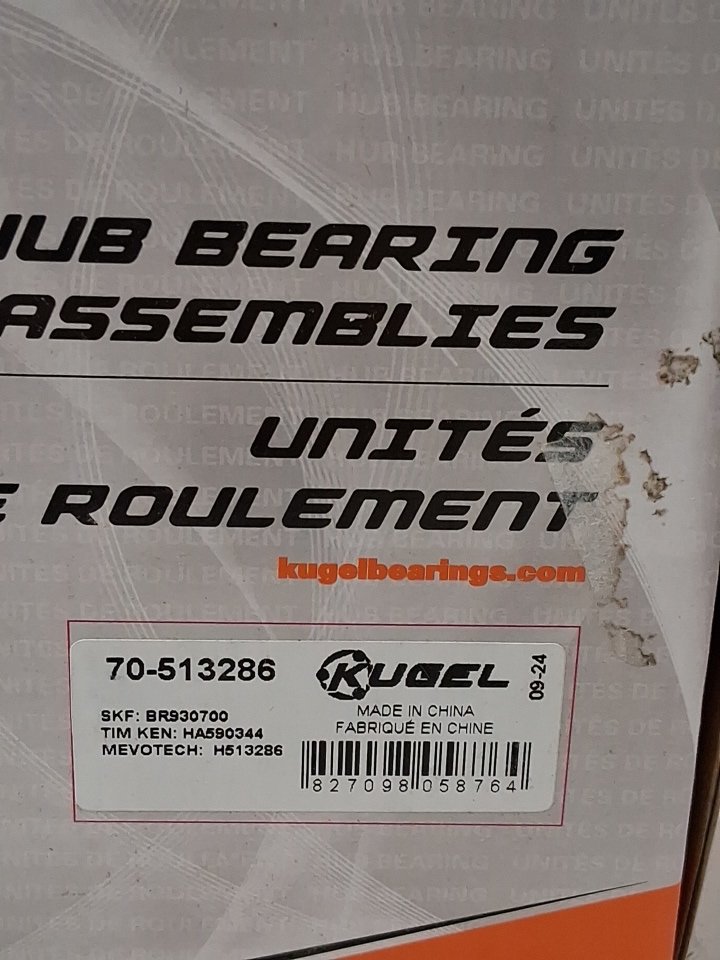 HUB BEARING
ASSEMBLIES
UNITÉS
ROULEMENT
kugelbearings.com
70-513286
KUGEL
09-24
SKF: BR930700
TIM KEN: HA590344
MEVOTECH: H513286
MADE IN CHINA
FABRIQUÉ EN CHINE
827098 058764